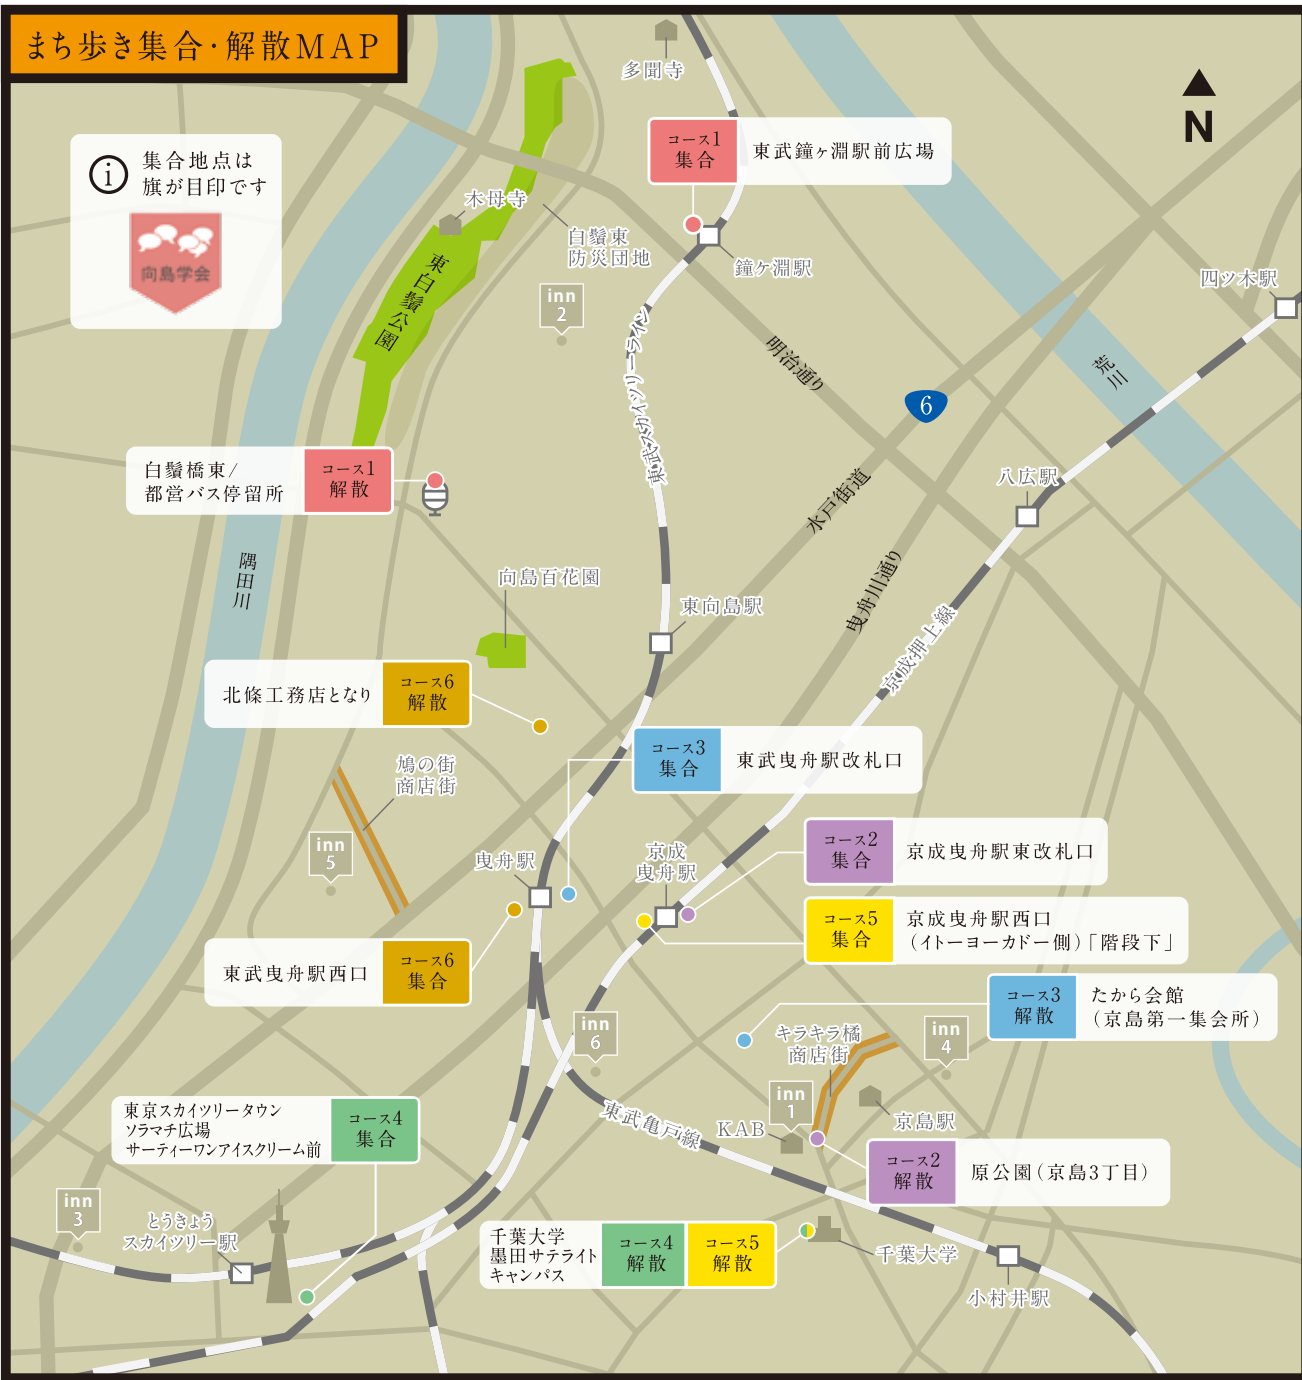 まち歩き集合・解散MAP
多聞寺
N
集合地点は
旗が目印です
向島学会
コース1
集合
東武鐘ヶ淵駅前広場
木母寺
白鬚東
防災団地
鐘ケ淵駅
四ツ木駅
東白鬚公園
inn
2
東武スカイツリーライン
明治通り
荒川
6
白鬚橋東/
都営バス停留所
コース1
解散
水戸街道
八広駅
隅田川
向島百花園
東向島駅
曳舟川通り
京成押上線
北條工務店となり
コース6
解散
コース3
集合
東武曳舟駅改札口
鳩の街
商店街
inn
5
曳舟駅
京成
曳舟駅
コース2
集合
京成曳舟駅東改札口
コース5
集合
京成曳舟駅西口
(イトーヨーカドー側)「階段下」
東武曳舟駅西口
コース6
集合
コース3
解散
たから会館
(京島第一集会所)
inn
6
キラキラ橘
商店街
inn
4
inn
1
東京スカイツリータウン
ソラマチ広場
サーティーワンアイスクリーム前
コース4
集合
東武亀戸線
KAB
京島駅
コース2
解散
原公園(京島3丁目)
inn
3
とうきょう
スカイツリー駅
千葉大学
墨田サテライト
キャンパス
コース4
解散
コース5
解散
千葉大学
小村井駅